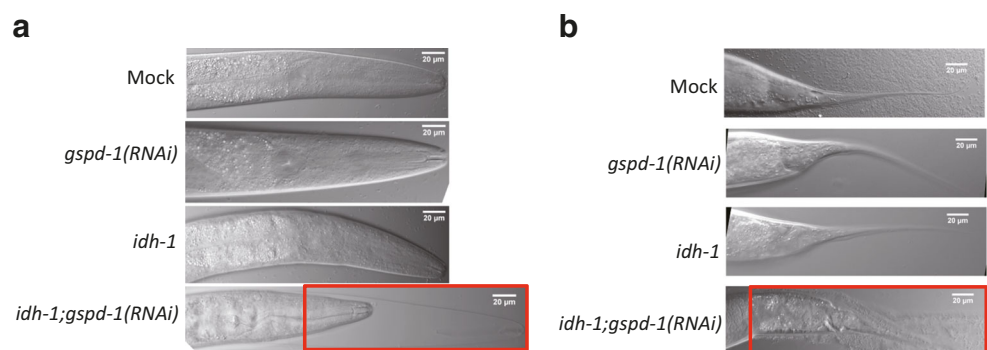 a
Mock
20 μm
gspd-1(RNAi)
20 μm
idh-1
20 μm
idh-1;gspd-1(RNAi)
20 μm
b
Mock
20 μm
gspd-1(RNAi)
20 μm
idh-1
20 μm
idh-1;gspd-1(RNAi)
20 μm